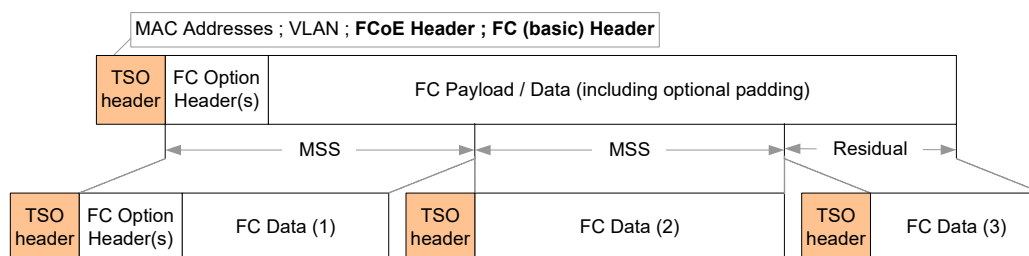 MAC Addresses ; VLAN ; FCoE Header ; FC (basic) Header
TSO
header
FC Option
Header(s)
FC Payload / Data (including optional padding)
MSS
MSS
Residual
TSO
header
FC Option
Header(s)
FC Data (1)
TSO
header
FC Data (2)
TSO
header
FC Data (3)